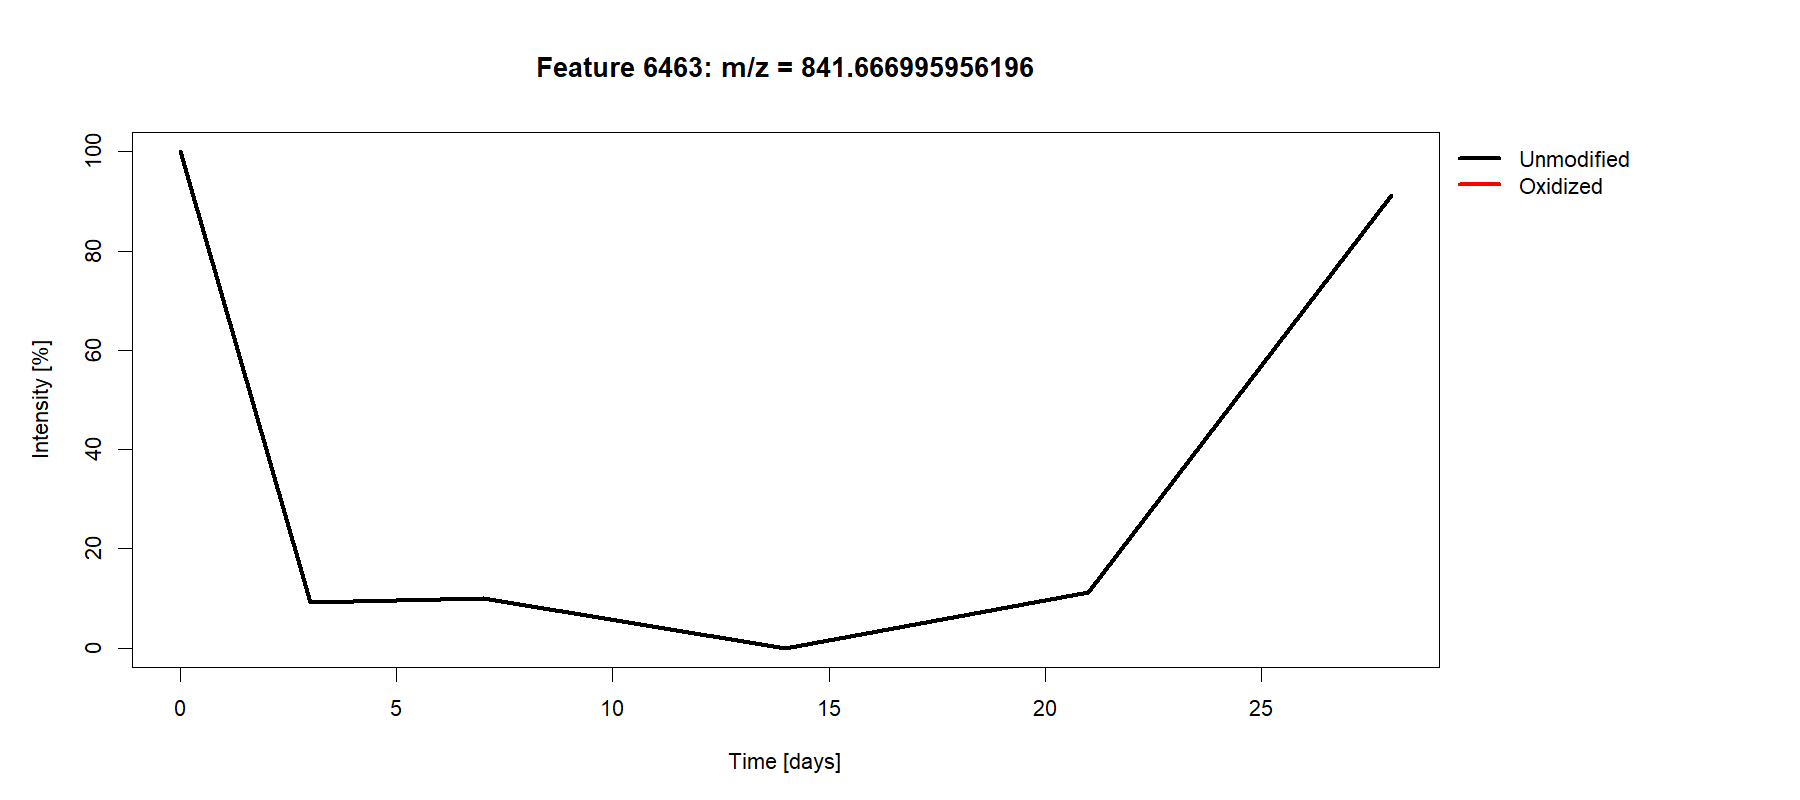 Feature 6463: m/z = 841.666995956196
Unmodified
Oxidized
Intensity [%]
100
80
60
40
20
0
0 5 10 15 20 25
Time [days]